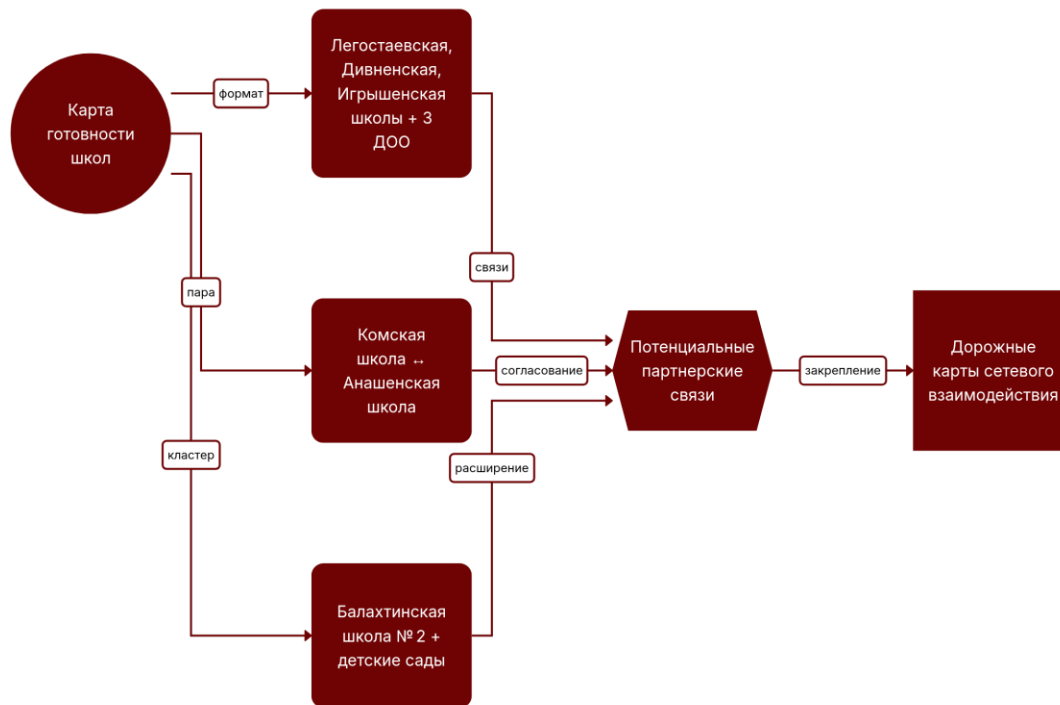 Карта
готовности
школ
формат
Легостаевская,
Дивненская,
Игрышенская
школы + 3
ДОО
связи
пара
Комская
школа ↔
Анашенская
школа
согласование
Потенциальные
партнерские
связи
закрепление
Дорожные
карты сетевого
взаимодействия
кластер
расширение
Балахтинская
школа № 2 +
детские сады